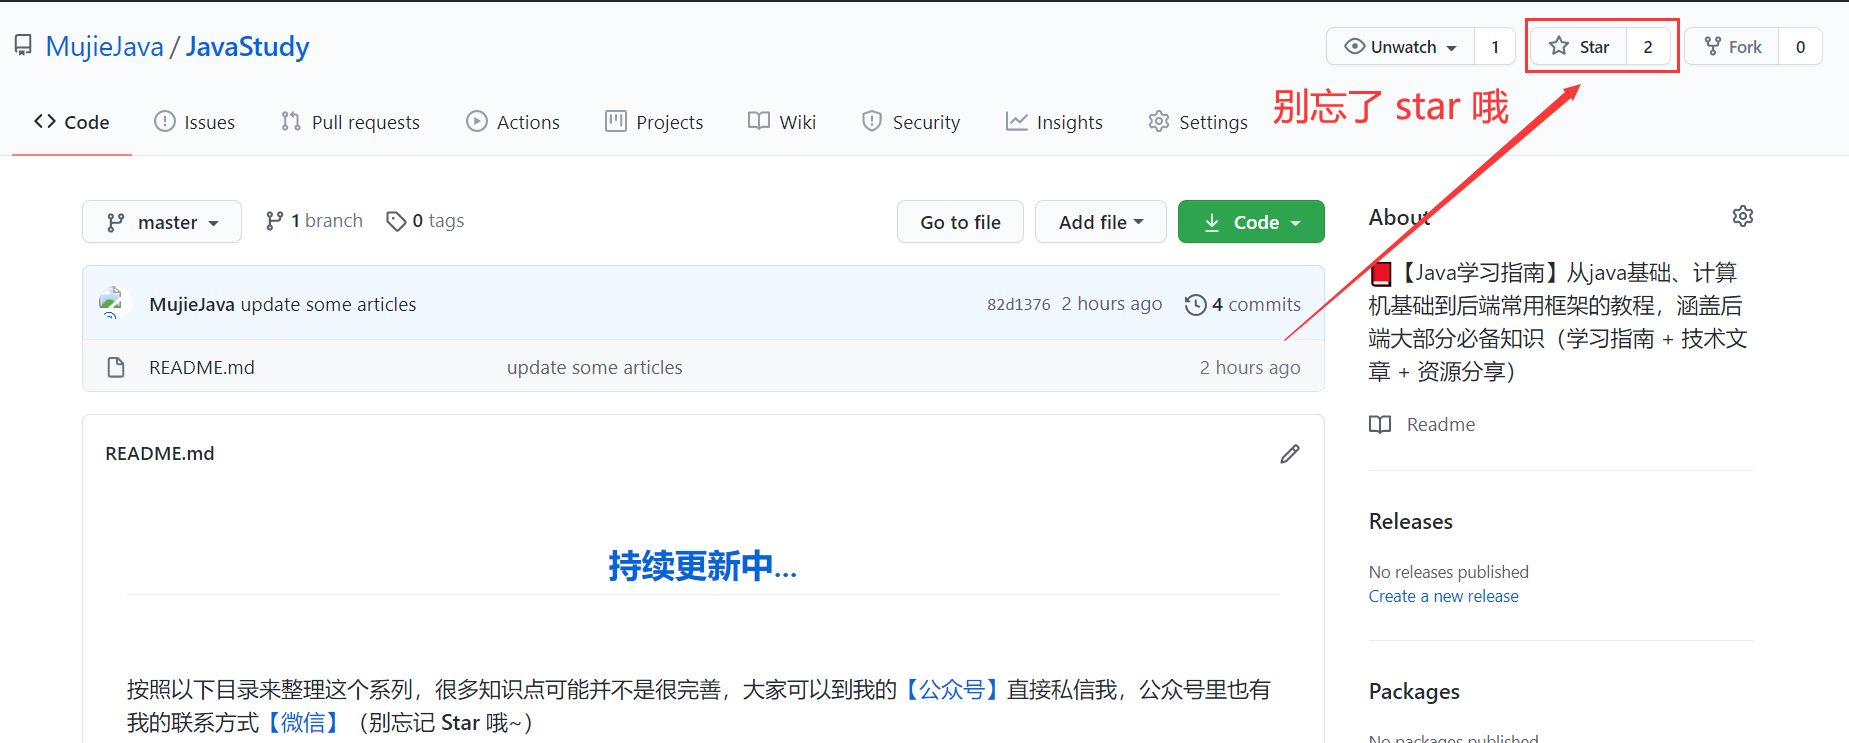 MujieJava / JavaStudy
Unwatch 1 Star 2 Fork 0
别忘了 star 哦
Code Issues Pull requests Actions Projects Wiki Security Insights Settings
master 1 branch 0 tags Go to file Add file Code
MujieJava update some articles 82d1376 2 hours ago 4 commits
README.md update some articles 2 hours ago
README.md
持续更新中...
按照以下目录来整理这个系列，很多知识点可能并不是很完善，大家可以到我的【公众号】直接私信我，公众号里也有
我的联系方式【微信】（别忘记 Star 哦~）
About
【Java学习指南】从java基础、计算
机基础到后端常用框架的教程，涵盖后
端大部分必备知识（学习指南 + 技术文
章 + 资源分享）
Readme
Releases
No releases published
Create a new release
Packages
No packages published